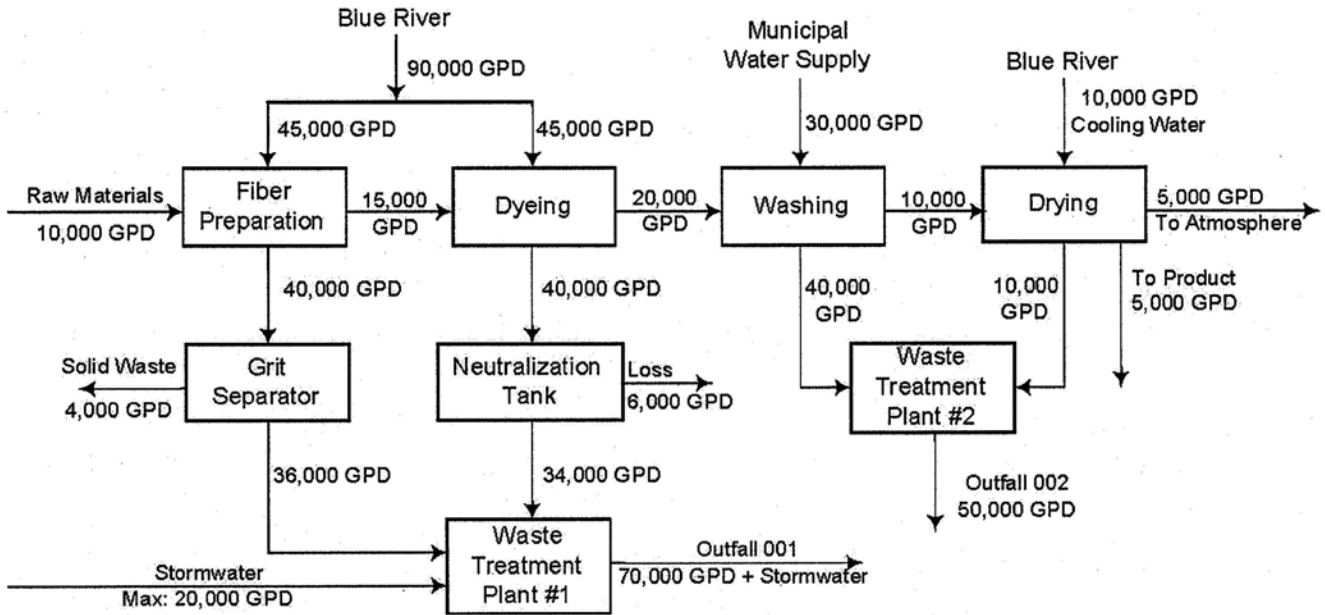 Blue River
90,000 GPD
45,000 GPD
45,000 GPD
Municipal
Water Supply
30,000 GPD
Blue River
10,000 GPD
Cooling Water
Raw Materials
10,000 GPD
Fiber
Preparation
15,000
GPD
Dyeing
20,000
GPD
Washing
10,000
GPD
Drying
5,000 GPD
To Atmosphere
40,000 GPD
40,000 GPD
40,000
GPD
10,000
GPD
To Product
5,000 GPD
Solid Waste
4,000 GPD
Grit
Separator
Neutralization
Tank
Loss
6,000 GPD
Waste
Treatment
Plant #2
36,000 GPD
34,000 GPD
Outfall 002
50,000 GPD
Stormwater
Max: 20,000 GPD
Waste
Treatment
Plant #1
Outfall 001
70,000 GPD + Stormwater